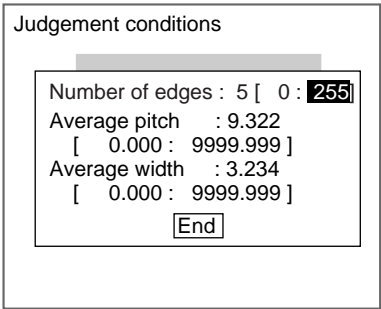 Judgement conditions
Number of edges : 5 [ 0 : 255]
Average pitch : 9.322
[ 0.000 : 9999.999 ]
Average width : 3.234
[ 0.000 : 9999.999 ]
End